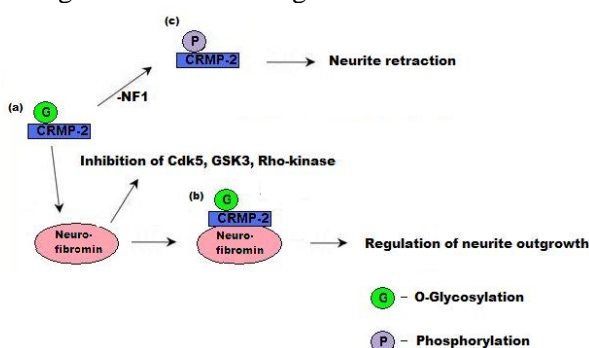 (c)
P
CRMP-2
Neurite retraction
-NF1
(a)
G
CRMP-2
Inhibition of Cdk5, GSK3, Rho-kinase
(b)
G
CRMP-2
Neuro-
fibromin
Neuro-
fibromin
Regulation of neurite outgrowth
G – O-Glycosylation
P – Phosphorylation